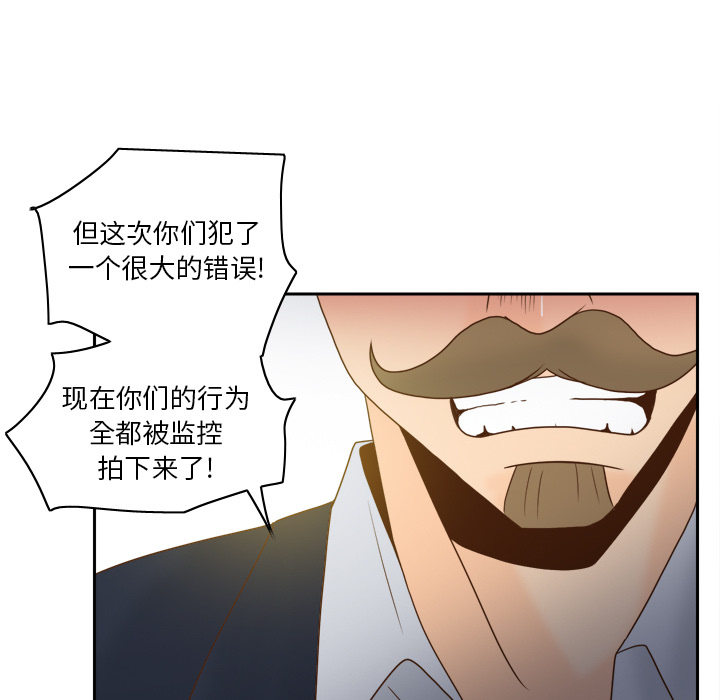 但这次你们犯了
一个很大的错误!
现在你们的行为
全都被监控
拍下来了!